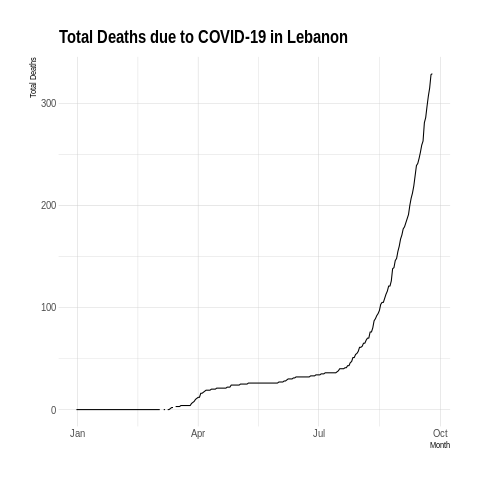 Total Deaths due to COVID-19 in Lebanon
Total Deaths
300
200
100
0
Jan Apr Jul Oct
Month